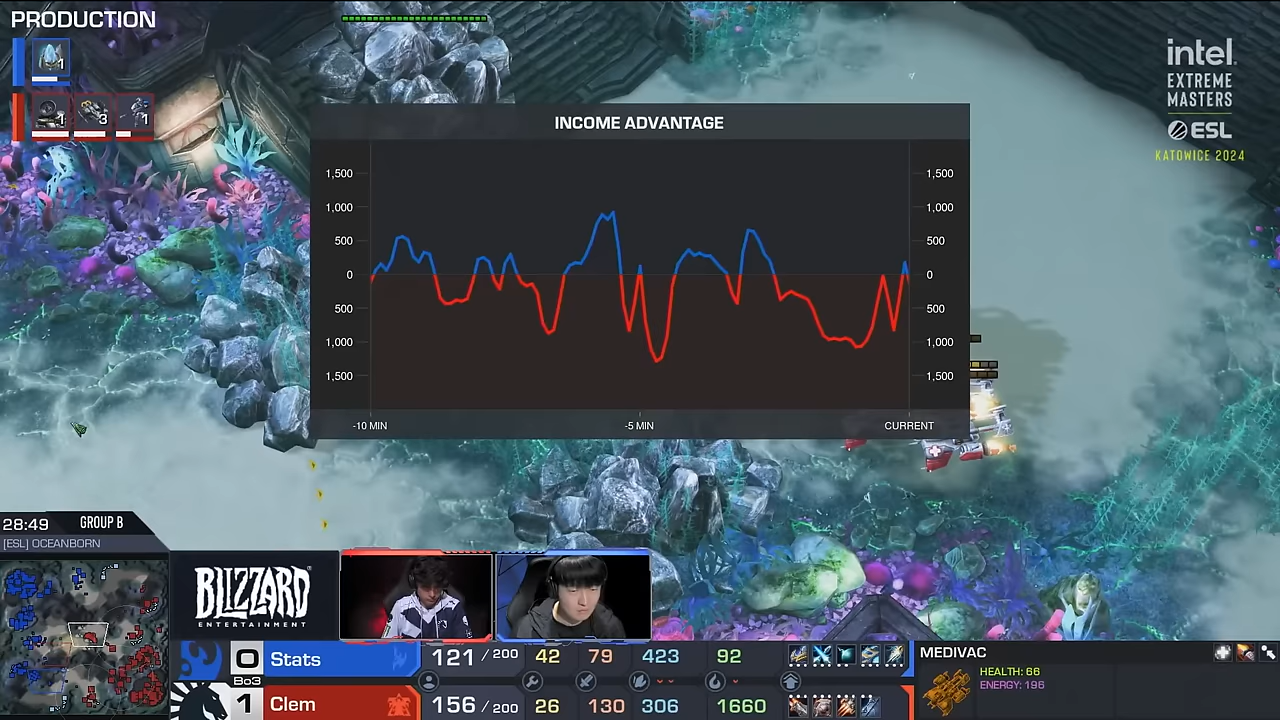 PRODUCTION
1
1 3 1
intel.
EXTREME
MASTERS
ESL
KATOWICE 2024
INCOME ADVANTAGE
1,500 1,500
1,000 1,000
500 500
0 0
500 500
1,000 1,000
1,500 1,500
-10 MIN -5 MIN CURRENT
28:49 GROUP B
[ESL] OCEANBORN
BLIZZARD
ENTERTAINMENT
0 Stats 121 / 200 42 79 423 92
Bo3
1 Clem 156 / 200 26 130 306 1660
MEDIVAC
HEALTH: 66
ENERGY: 196